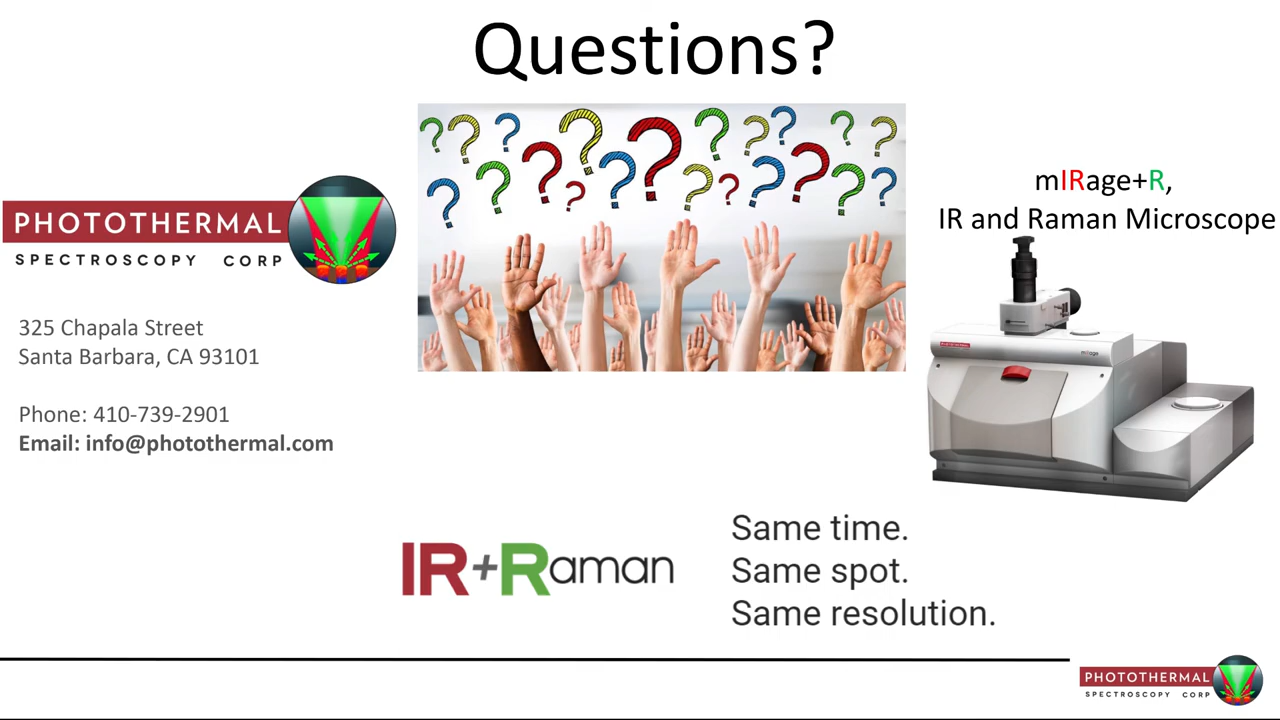 Questions?
PHOTOTHERMAL
SPECTROSCOPY CORP
325 Chapala Street
Santa Barbara, CA 93101
Phone: 410-739-2901
Email: info@photothermal.com
mIRage+R,
IR and Raman Microscope
mIRage
IR+Raman
Same time.
Same spot.
Same resolution.
PHOTOTHERMAL
SPECTROSCOPY CORP